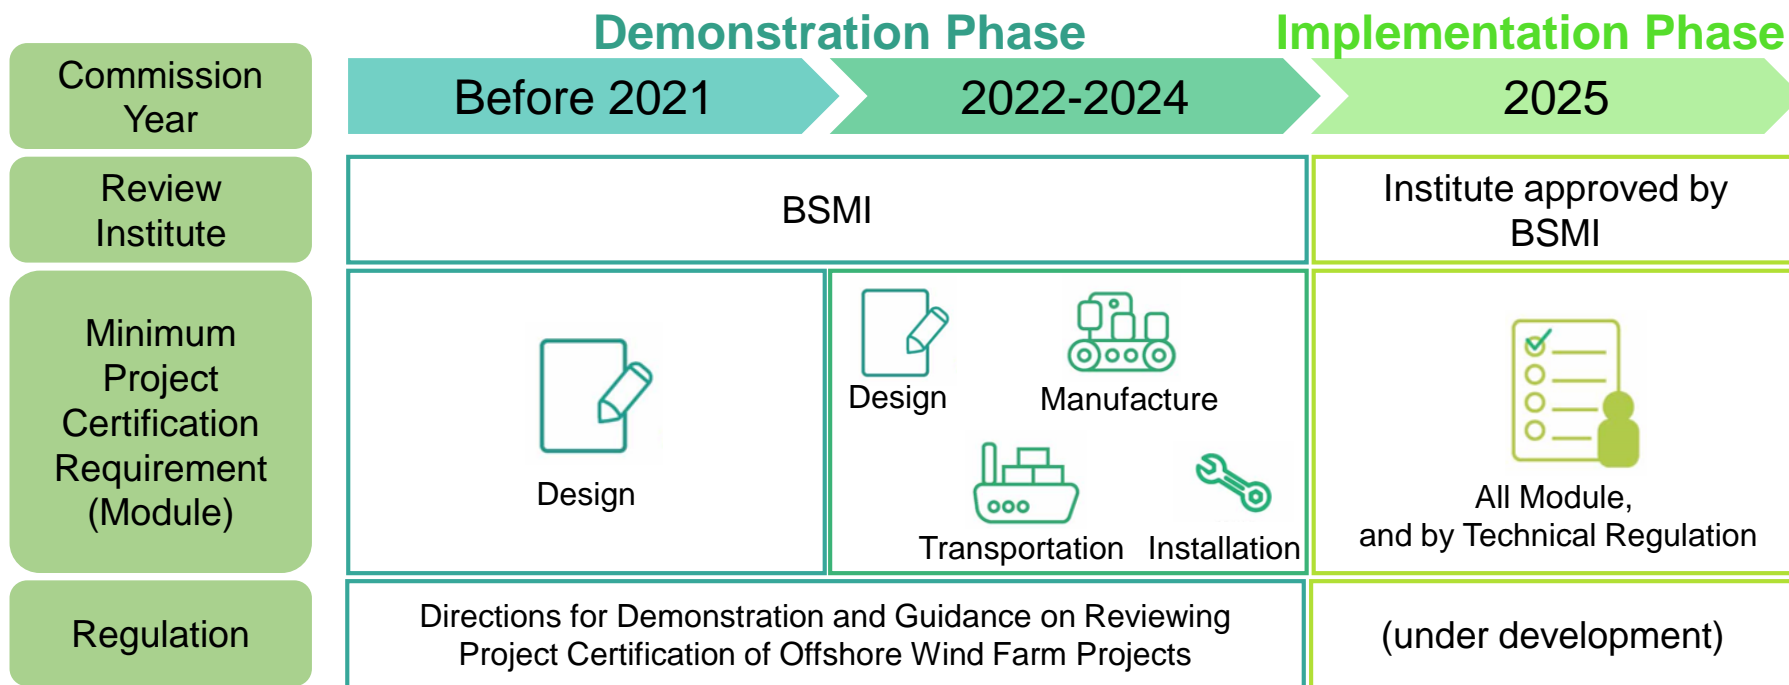 Demonstration Phase
Implementation Phase
Commission
Year
Before 2021
2022-2024
2025
Review
Institute
BSMI
Institute approved by
BSMI
Minimum
Project
Certification
Requirement
(Module)
Design
Design
Manufacture
Transportation
Installation
All Module,
and by Technical Regulation
Regulation
Directions for Demonstration and Guidance on Reviewing
Project Certification of Offshore Wind Farm Projects
(under development)